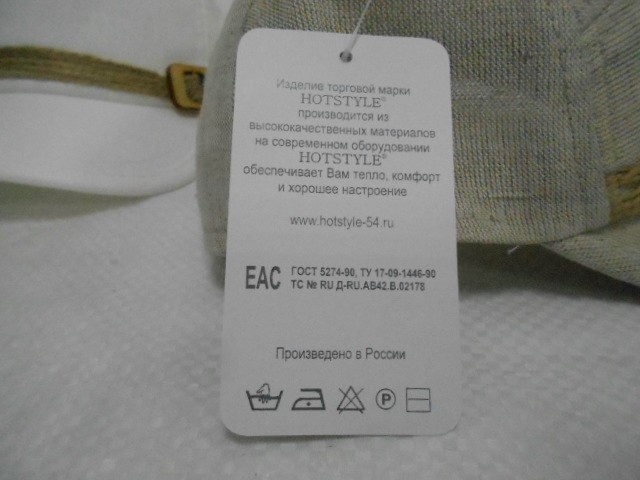 Изделие торговой марки
HOTSTYLE®
производится из
высококачественных материалов
на современном оборудовании
HOTSTYLE®
обеспечивает Вам тепло, комфорт
и хорошее настроение
www.hotstyle-54.ru
EAC ГОСТ 5274-90, ТУ 17-09-1446-90
ТС № RU Д-RU.АВ42.В.02178
Произведено в России
P